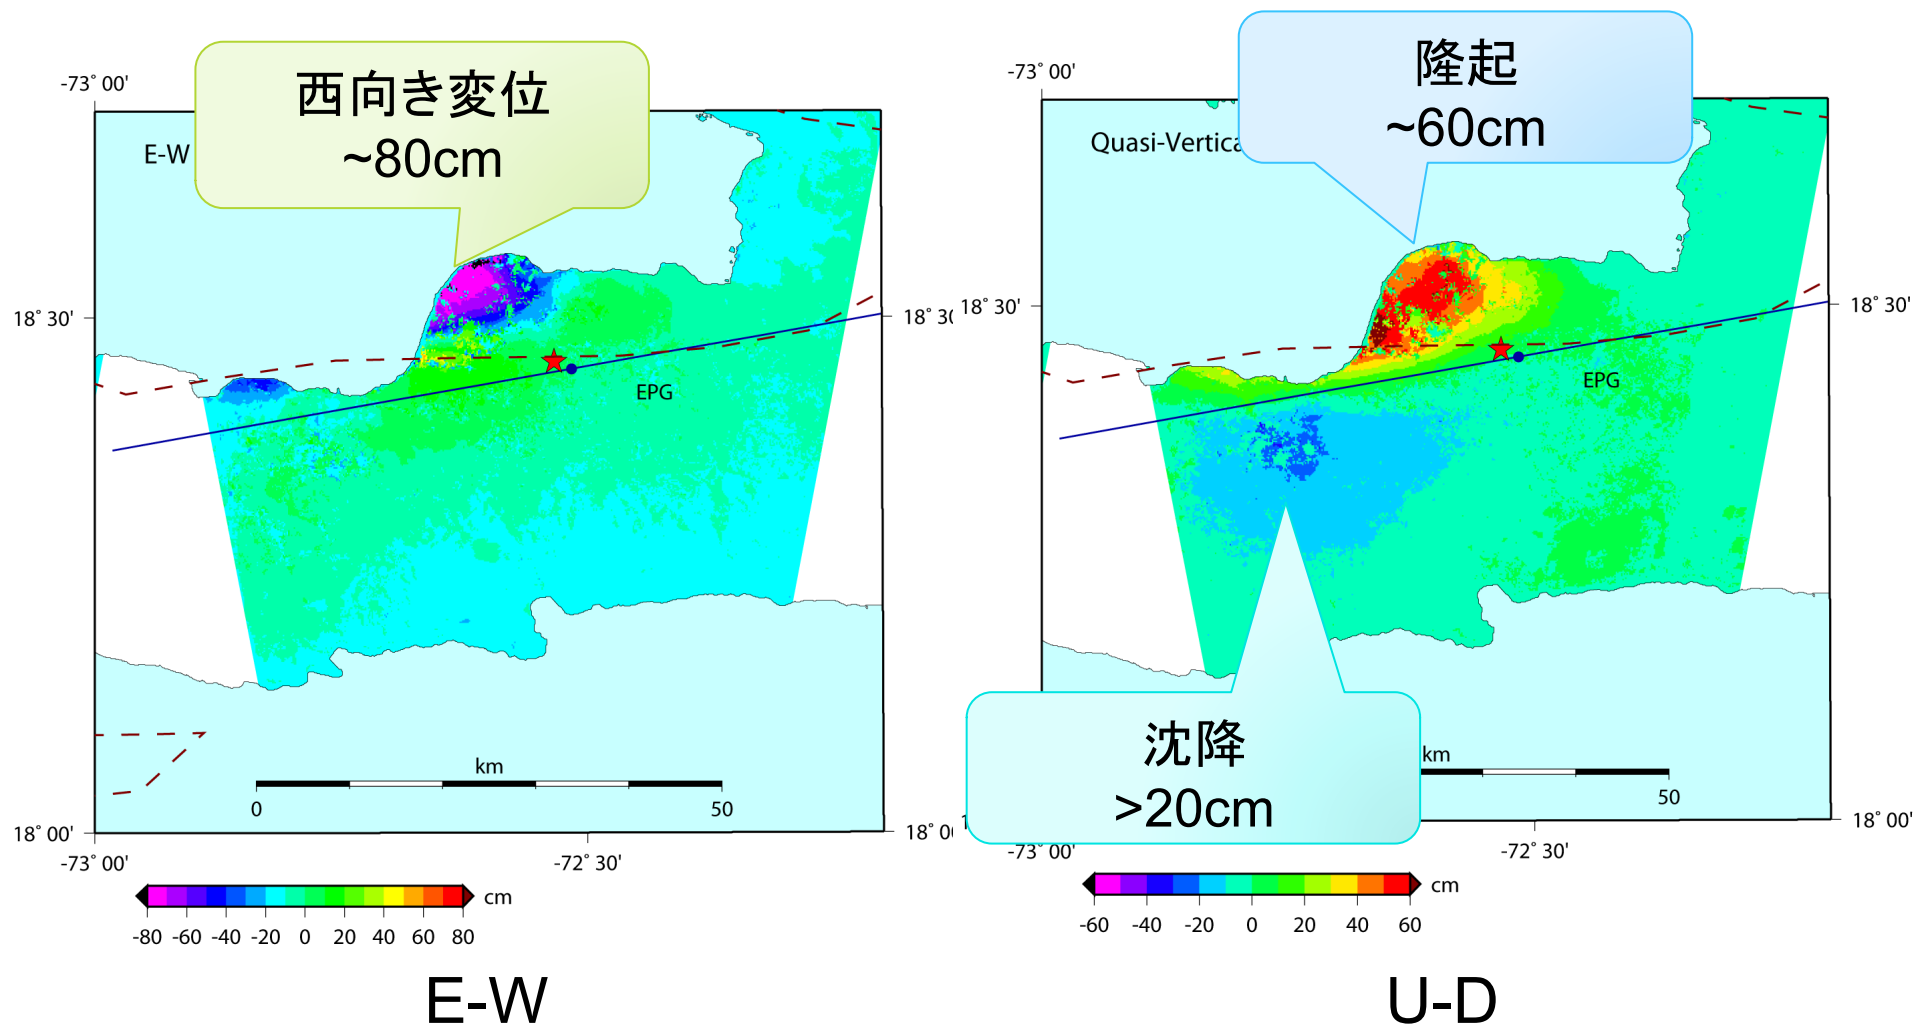 西向き変位
~80cm
-73° 00'
E-W
18° 30'
18° 3
EPG
km
0
50
18° 00'
18° 0
-73° 00'
-72° 30'
cm
-80 -60 -40 -20 0 20 40 60 80
E-W
隆起
~60cm
-73° 00'
Quasi-Vertica
18° 30'
18° 30'
EPG
沈降
>20cm
km
50
18° 00'
-73° 00'
-72° 30'
cm
-60 -40 -20 0 20 40 60
U-D